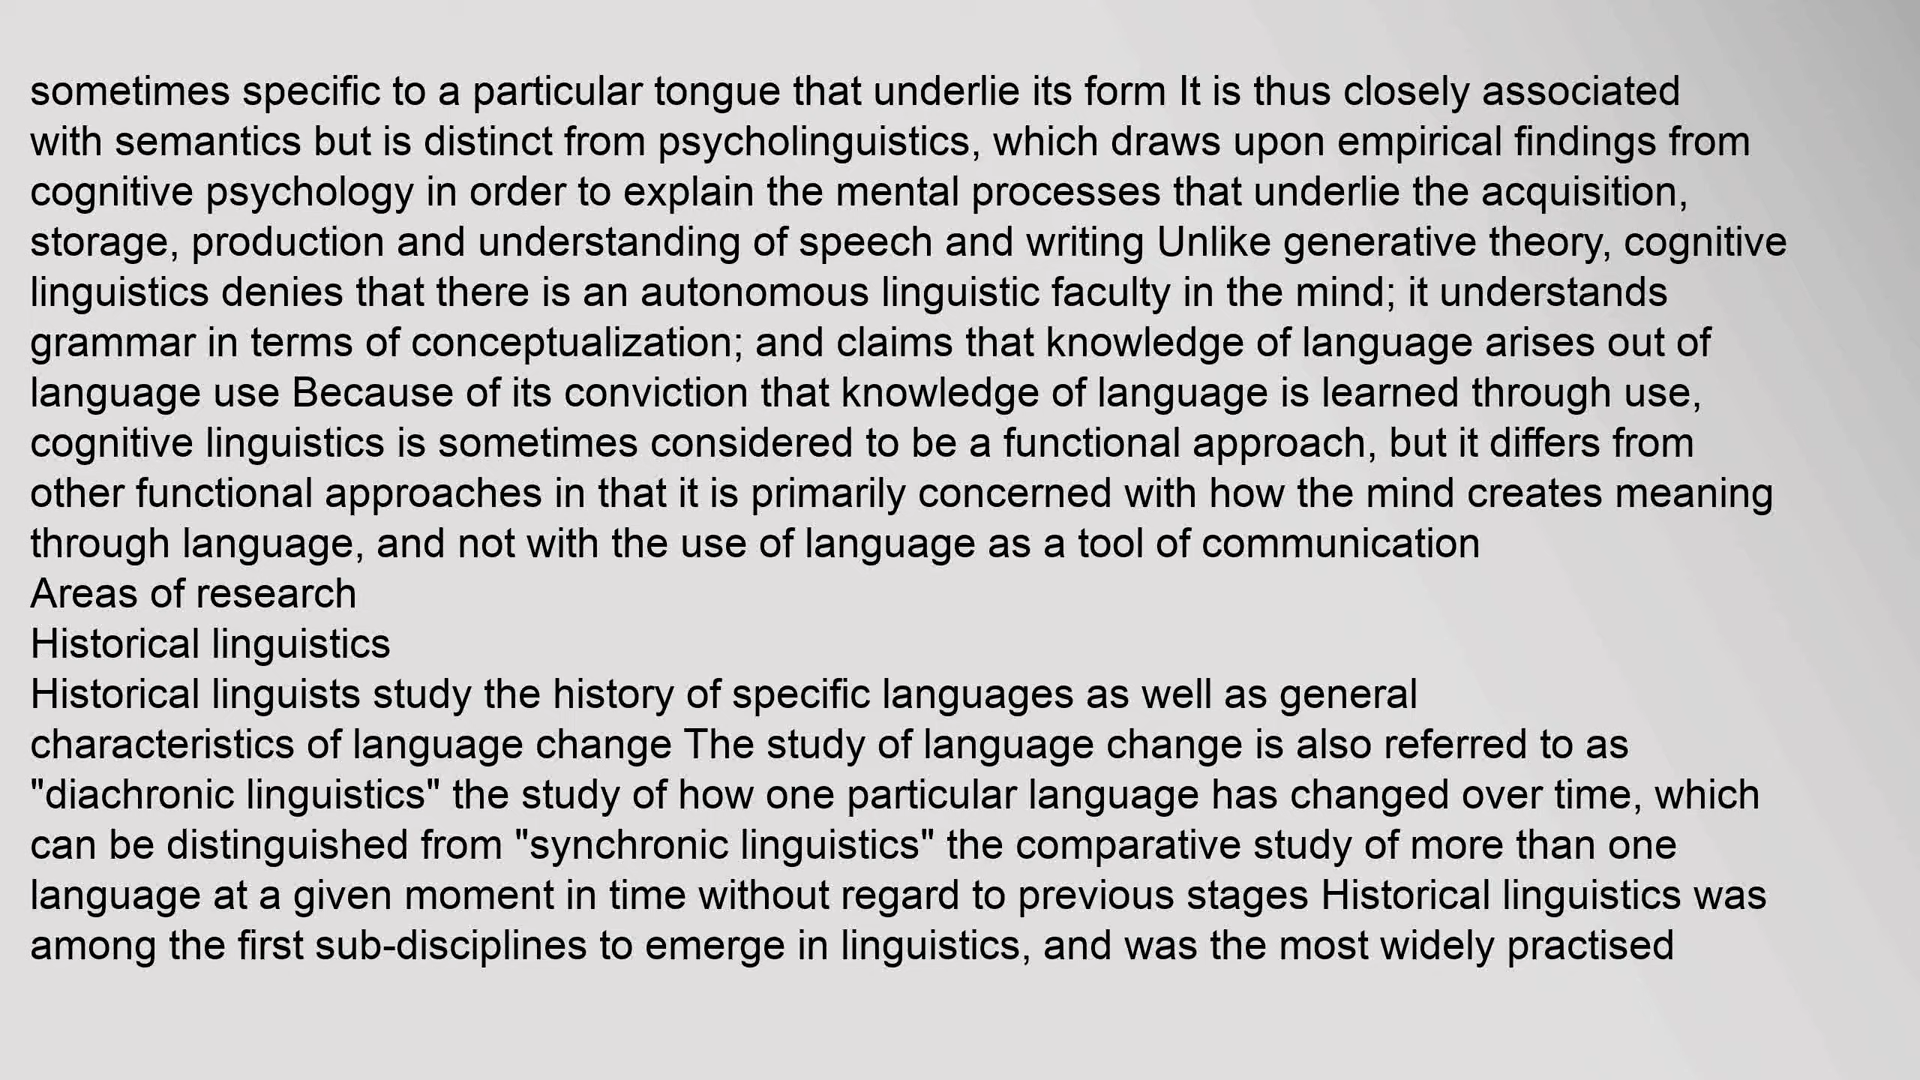 sometimes specific to a particular tongue that underlie its form It is thus closely associated
with semantics but is distinct from psycholinguistics, which draws upon empirical findings from
cognitive psychology in order to explain the mental processes that underlie the acquisition,
storage, production and understanding of speech and writing Unlike generative theory, cognitive
linguistics denies that there is an autonomous linguistic faculty in the mind; it understands
grammar in terms of conceptualization; and claims that knowledge of language arises out of
language use Because of its conviction that knowledge of language is learned through use,
cognitive linguistics is sometimes considered to be a functional approach, but it differs from
other functional approaches in that it is primarily concerned with how the mind creates meaning
through language, and not with the use of language as a tool of communication
Areas of research
Historical linguistics
Historical linguists study the history of specific languages as well as general
characteristics of language change The study of language change is also referred to as
"diachronic linguistics" the study of how one particular language has changed over time, which
can be distinguished from "synchronic linguistics" the comparative study of more than one
language at a given moment in time without regard to previous stages Historical linguistics was
among the first sub-disciplines to emerge in linguistics, and was the most widely practised